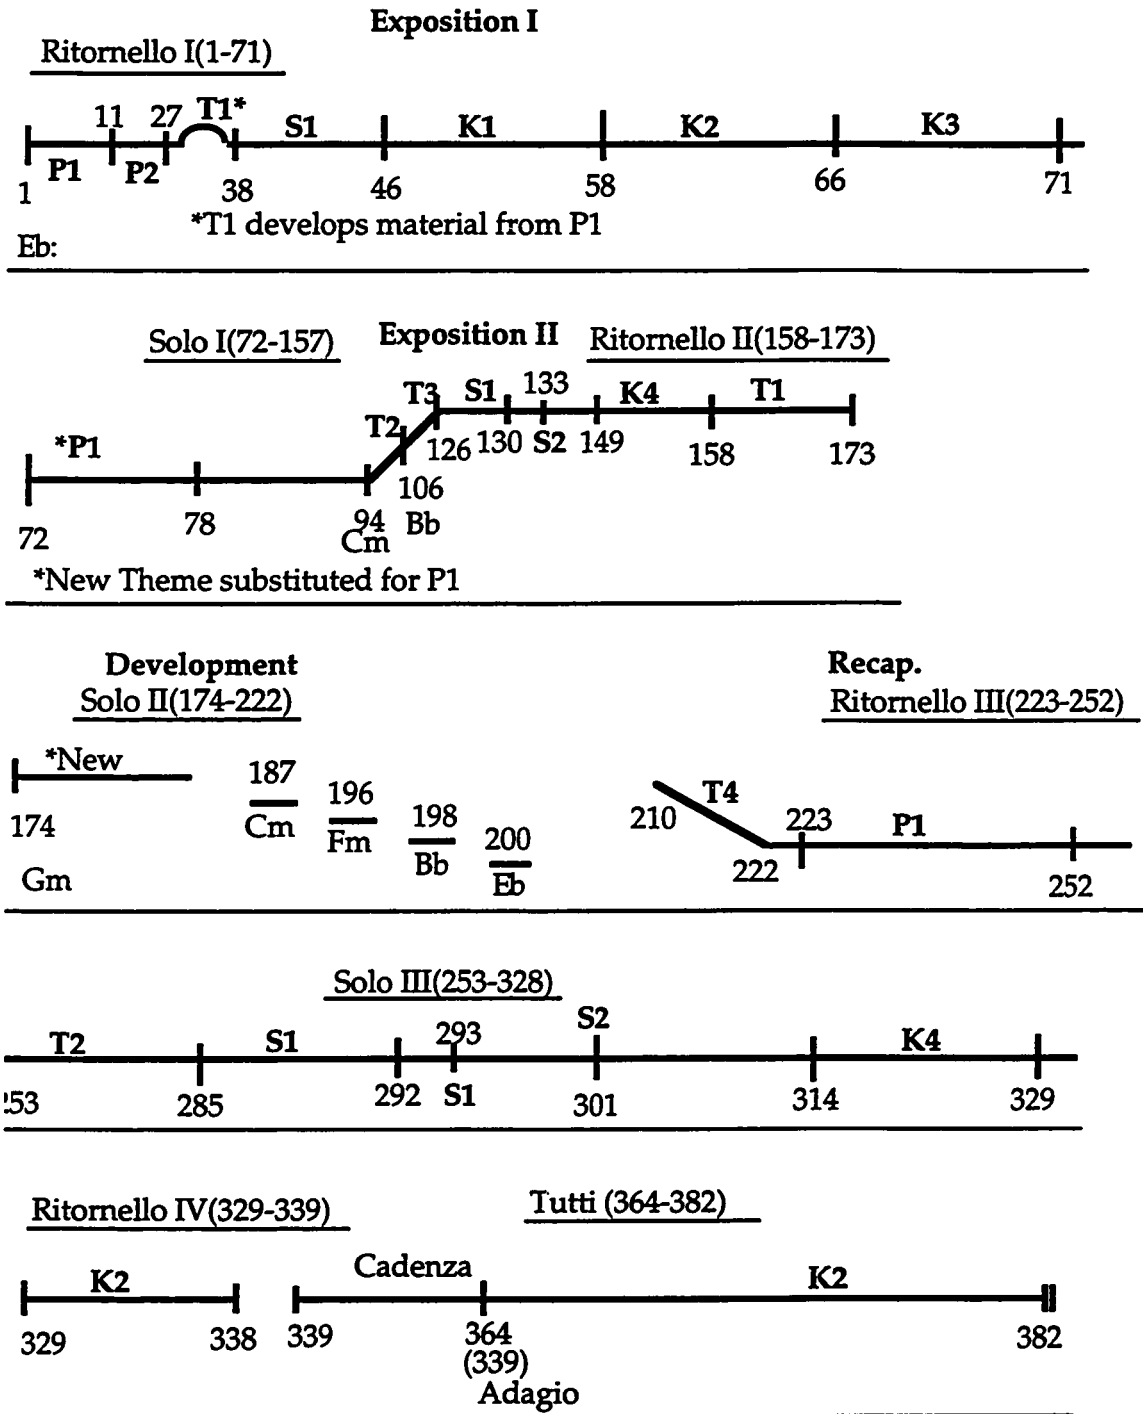 Exposition I
Ritornello I(1-71)
11 27 T1* S1 K1 K2 K3
P1 P2
1 38 46 58 66 71
*T1 develops material from P1
Eb:
Solo I(72-157) Exposition II Ritornello II(158-173)
T3 S1 133 K4 T1
*P1 T2 126 130 S2 149 158 173
72 78 94 106
Cm Bb
*New Theme substituted for P1
Development Recap.
Solo II(174-222) Ritornello III(223-252)
*New 187 196 198 200 210 T4 223 P1
174 Cm Fm Bb Eb 222 252
Gm
Solo III(253-328)
T2 S1 293 S2 K4
:53 285 292 S1 301 314 329
Ritornello IV(329-339) Tutti (364-382)
K2 Cadenza K2
329 338 339 364 382
(339)
Adagio